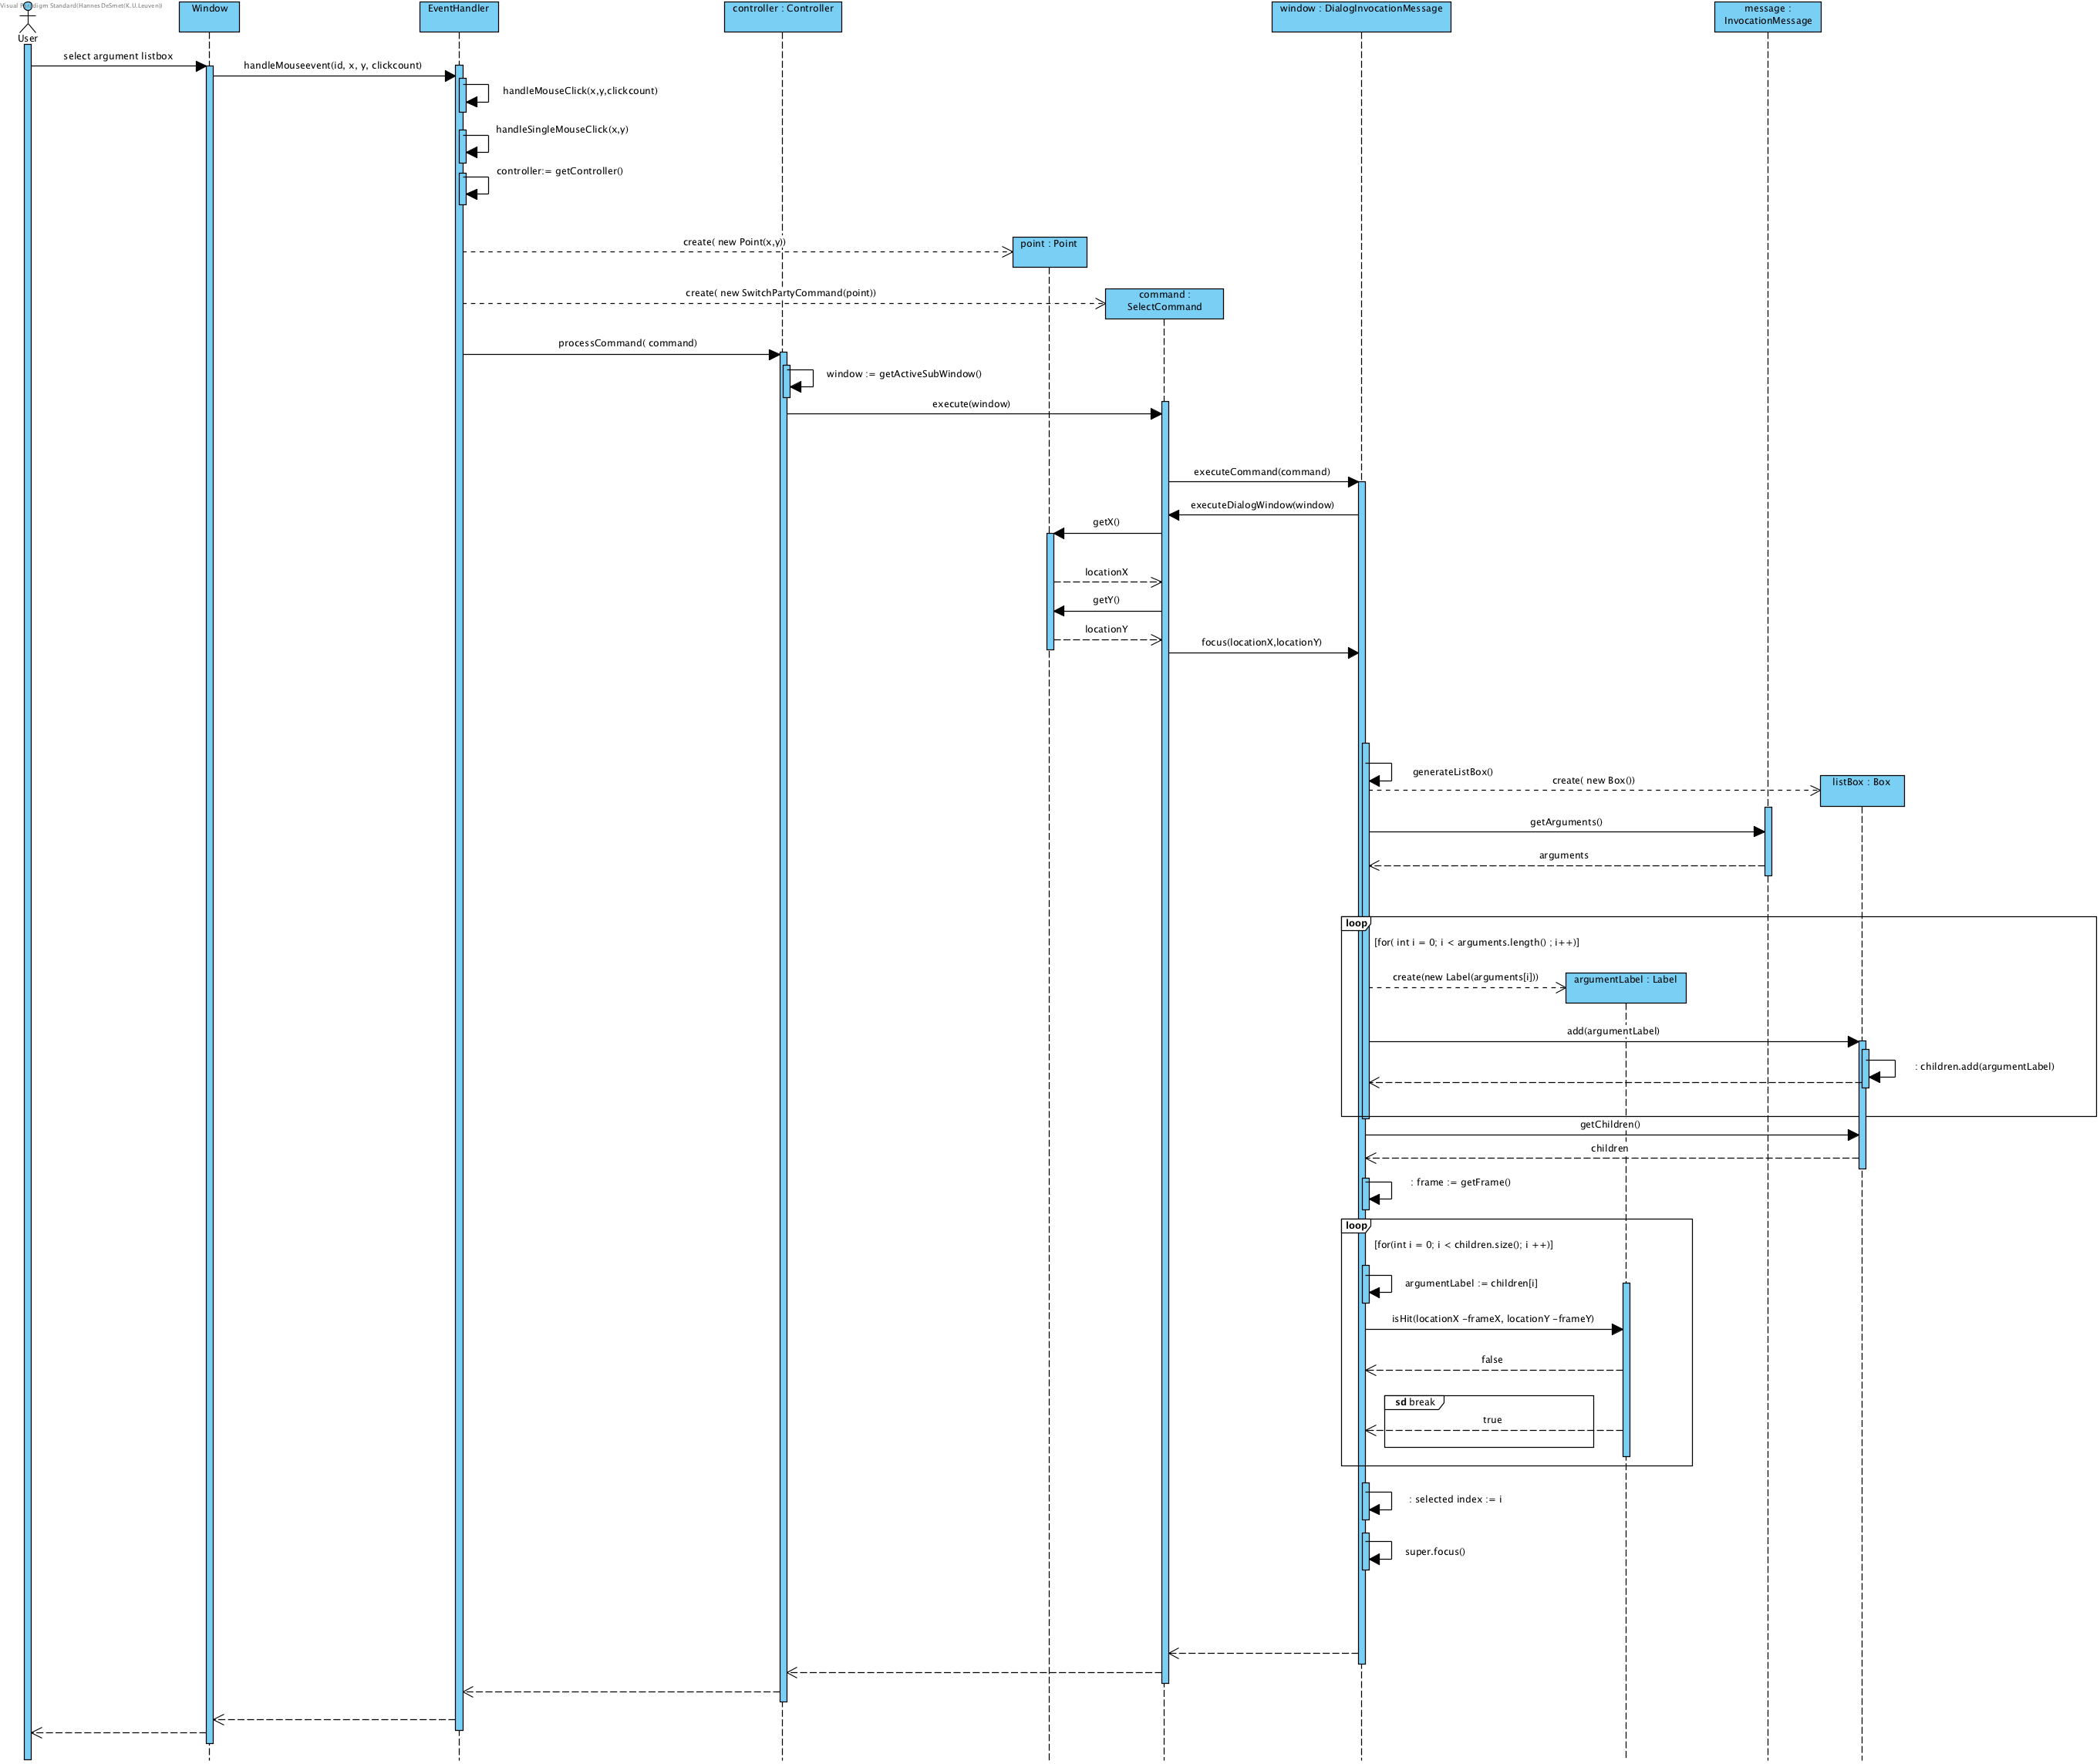 Visual Paradigm Standard(Hannes DeSmet(K.U.Leuven))
User
Window
EventHandler
controller : Controller
window : DialogInvocationMessage
message :
InvocationMessage
select argument listbox
handleMouseevent(id, x, y, clickcount)
handleMouseClick(x,y,clickcount)
handleSingleMouseClick(x,y)
controller:= getController()
create( new Point(x,y))
point : Point
create( new SwitchPartyCommand(point))
command :
SelectCommand
processCommand( command)
window := getActiveSubWindow()
execute(window)
executeCommand(command)
executeDialogWindow(window)
getX()
locationX
getY()
locationY
focus(locationX,locationY)
generateListBox()
create( new Box())
listBox : Box
getArguments()
arguments
loop
[for( int i = 0; i < arguments.length() ; i++)]
create(new Label(arguments[i]))
argumentLabel : Label
add(argumentLabel)
: children.add(argumentLabel)
getChildren()
children
: frame := getFrame()
loop
[for(int i = 0; i < children.size(); i ++)]
argumentLabel := children[i]
isHit(locationX -frameX, locationY -frameY)
false
sd break
true
: selected index := i
super.focus()